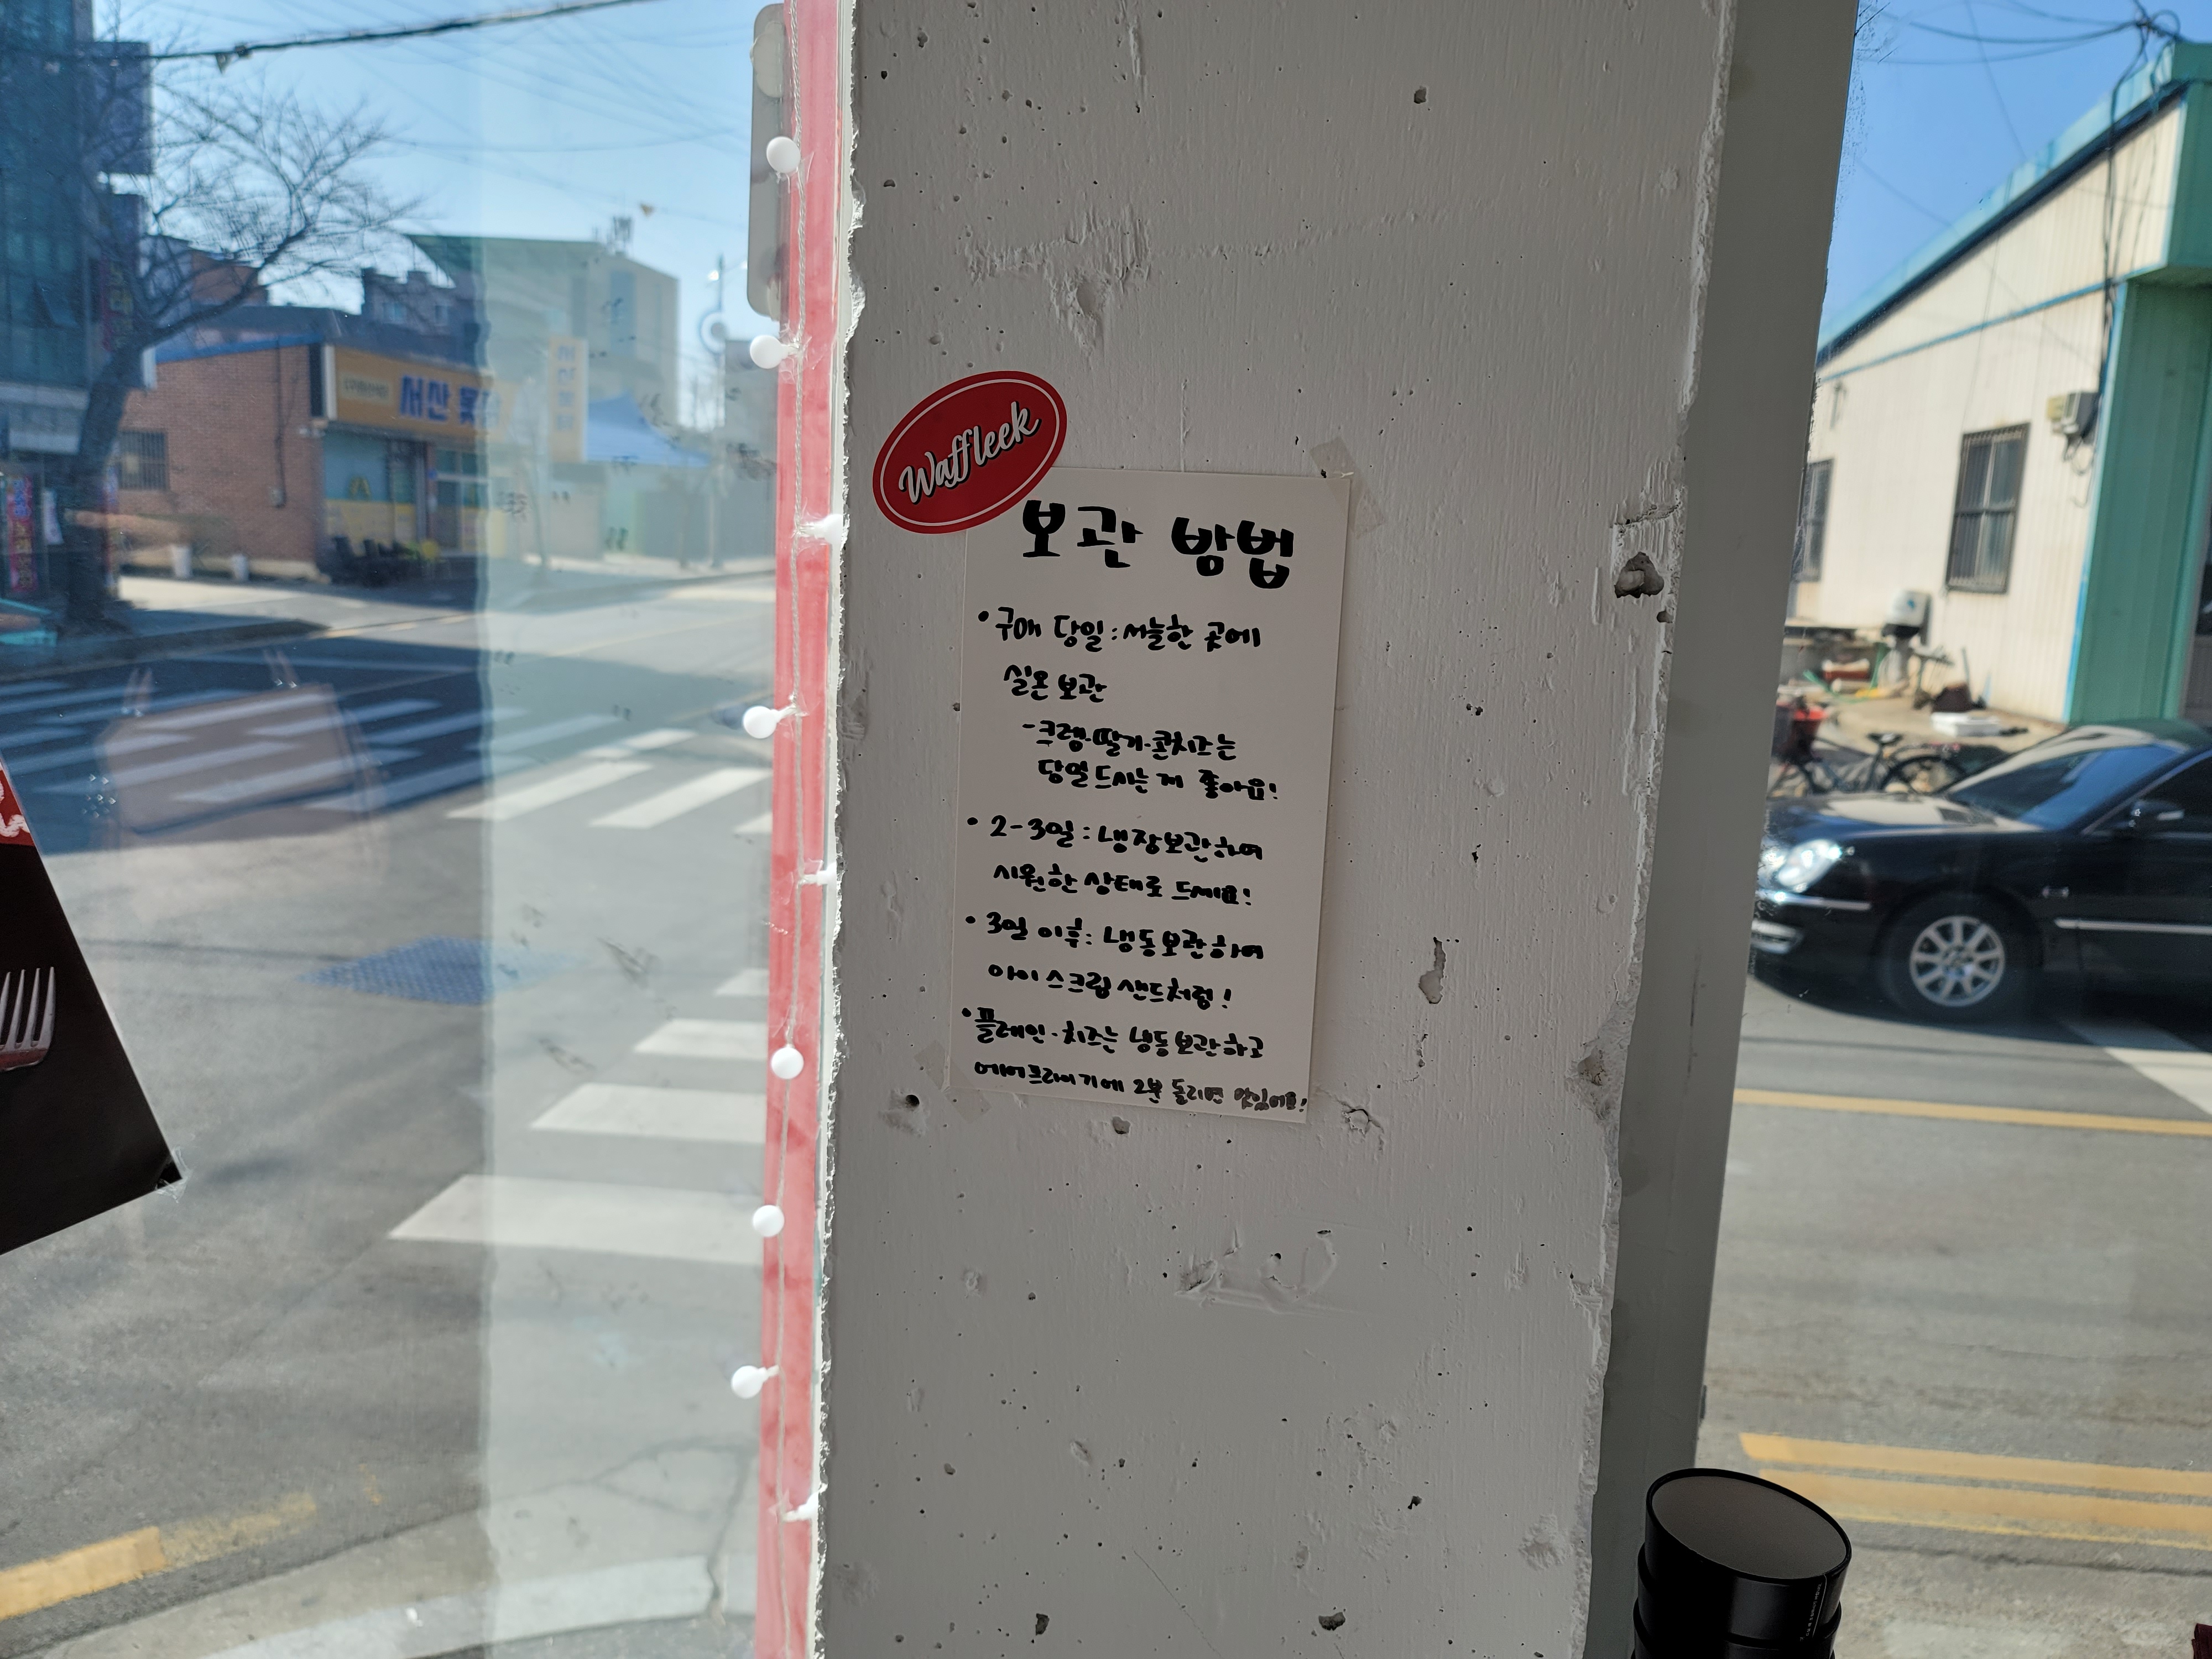 서산
Waffleek
보관 방법
• 구매 당일 : 서늘한 곳에
실온 보관
- 크렘·딸기·콘치즈는
당일 드시는 게 좋아요!
• 2-3일 : 냉장보관하여
시원한 상태로 드세요!
• 3일 이후 : 냉동보관하여
아이스크림 샌드처럼!
• 플레인·치즈는 냉동보관하고
에어프라이기에 2분 돌리면 맛있어요!